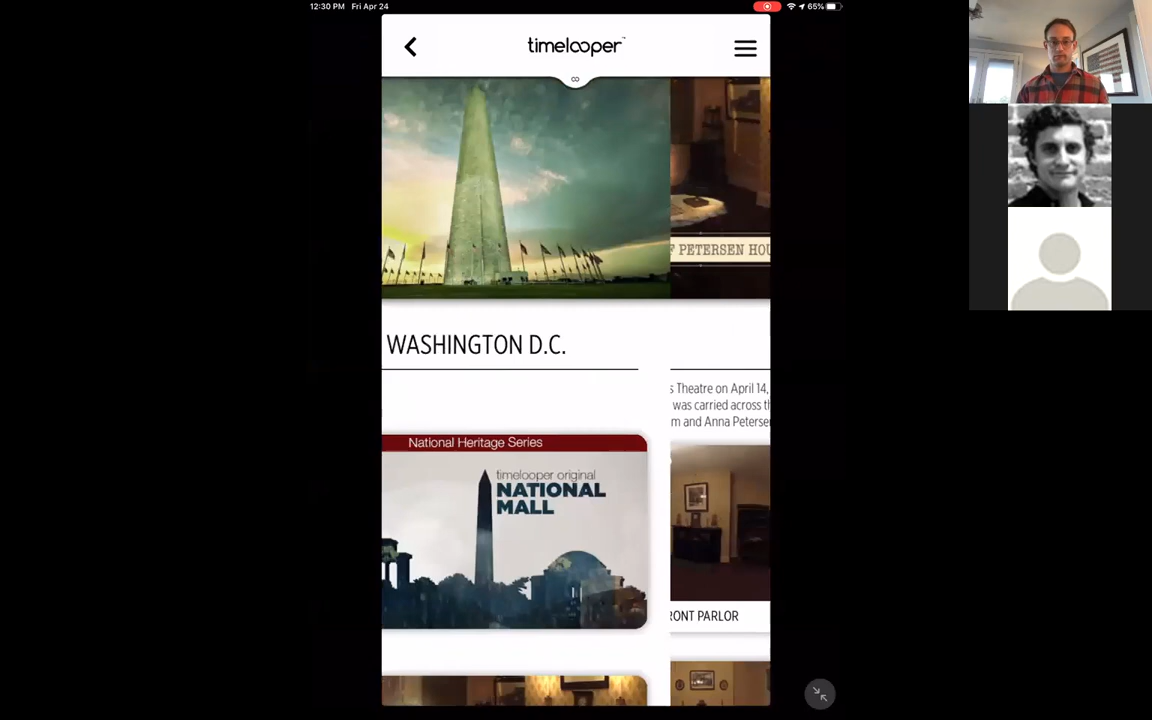 12:30 PM Fri Apr 24
65%
timelooper
F PETERSEN HOU
WASHINGTON D.C.
s Theatre on April 14,
was carried across th
m and Anna Peterse
National Heritage Series
timelooper original
NATIONAL
MALL
RONT PARLOR